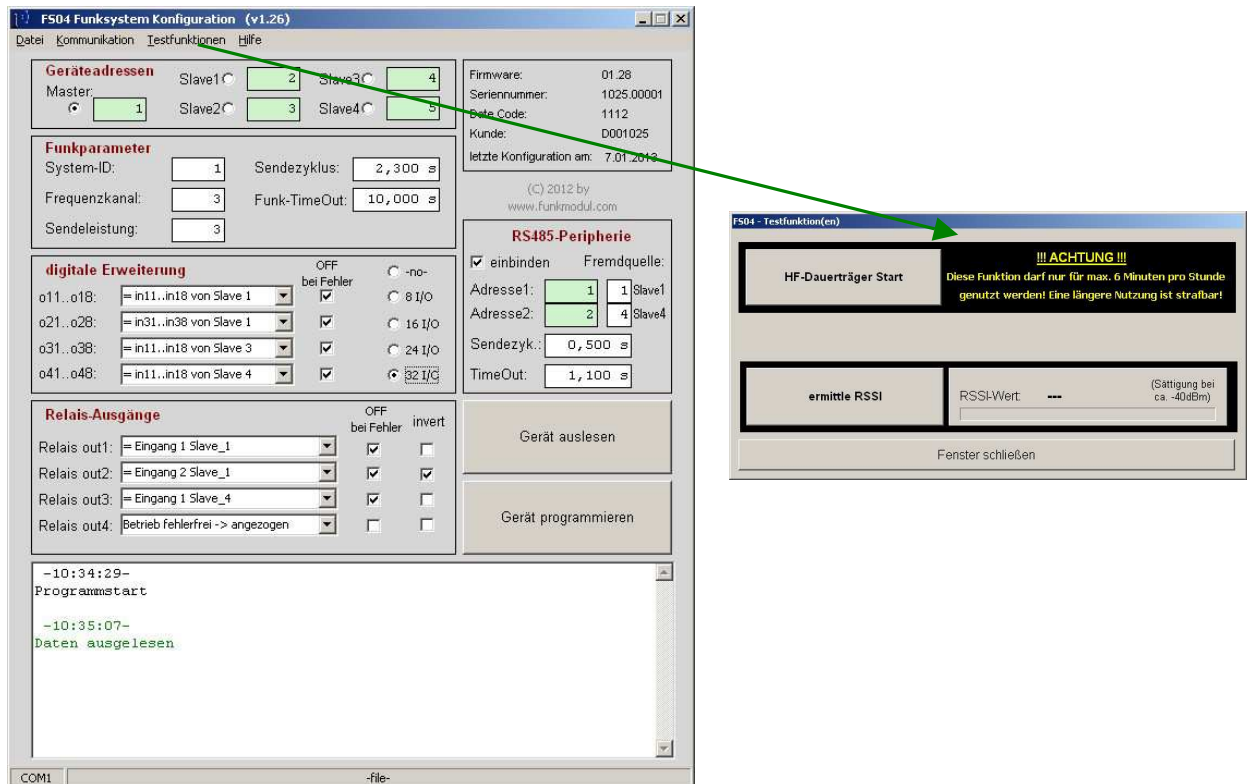 FS04 Funksystem Konfiguration (v1.26)
Datei Kommunikation Testfunktionen Hilfe
Geräteadressen
Master:
1
Slave1 2
Slave3 4
Slave2 3
Slave4 5
Firmware: 01.28
Seriennummer: 1025.00001
Date Code: 1112
Kunde: D001025
letzte Konfiguration am: 7.01.2013
Funkparameter
System-ID: 1
Sendezyklus: 2,300 s
Frequenzkanal: 3
Funk-TimeOut: 10,000 s
Sendeleistung: 3
(C) 2012 by
www.funkmodul.com
digitale Erweiterung
OFF
bei Fehler
-no-
o11..o18: = in11..in18 von Slave 1
8 I/O
o21..o28: = in31..in38 von Slave 1
16 I/O
o31..o38: = in11..in18 von Slave 3
24 I/O
o41..o48: = in11..in18 von Slave 4
32 I/O
RS485-Peripherie
einbinden Fremdquelle:
Adresse1: 1 1 Slave1
Adresse2: 2 4 Slave4
Sendezyk.: 0,500 s
TimeOut: 1,100 s
Relais-Ausgänge
OFF
bei Fehler
invert
Relais out1: = Eingang 1 Slave_1
Relais out2: = Eingang 2 Slave_1
Relais out3: = Eingang 1 Slave_4
Relais out4: Betrieb fehlerfrei -> angezogen
Gerät auslesen
Gerät programmieren
-10:34:29-
Programmstart
-10:35:07-
Daten ausgelesen
COM1 -file-
FS04 - Testfunktion(en)
HF-Dauerträger Start
!!! ACHTUNG !!!
Diese Funktion darf nur für max. 6 Minuten pro Stunde
genutzt werden! Eine längere Nutzung ist strafbar!
ermittle RSSI
RSSI-Wert: ---
(Sättigung bei
ca. -40dBm)
Fenster schließen